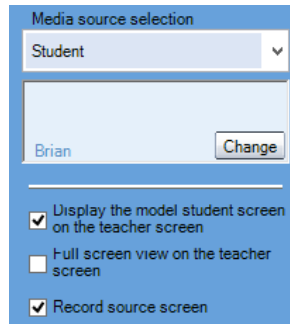 Media source selection
Student
Brian
Change
Display the model student screen
on the teacher screen
Full screen view on the teacher
screen
Record source screen